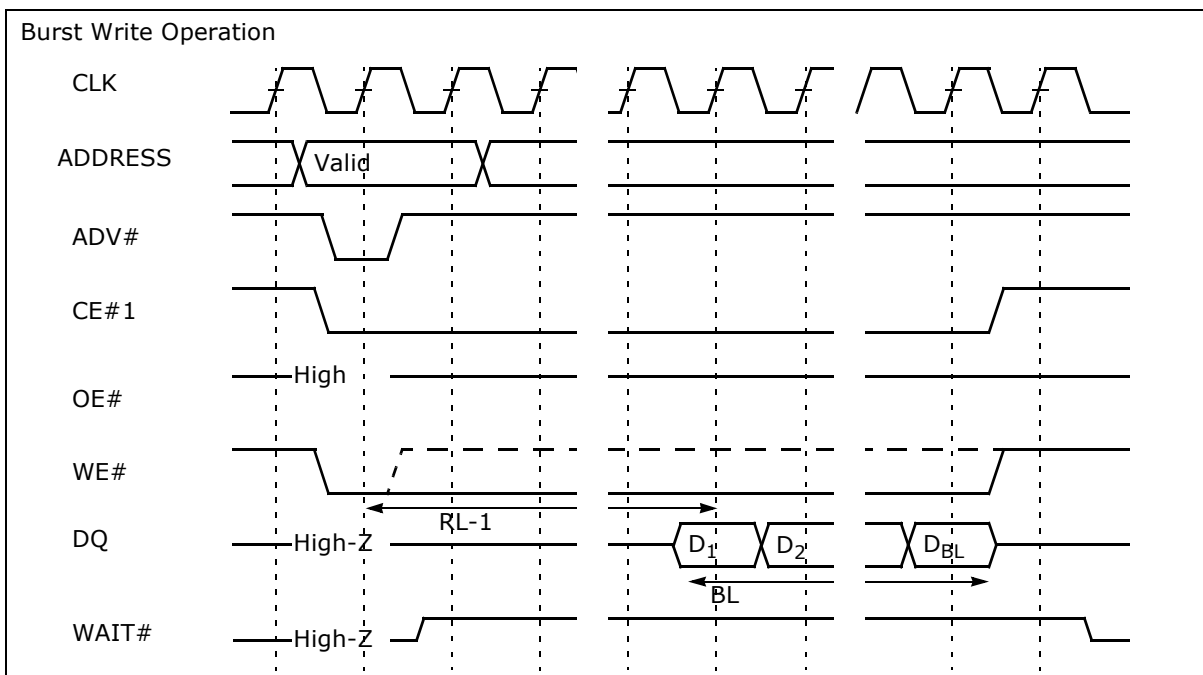 Burst Write Operation
CLK
ADDRESS
Valid
ADV#
CE#1
High
OE#
WE#
RL-1
DQ
High-Z
D1
D2
DBL
BL
WAIT#
High-Z